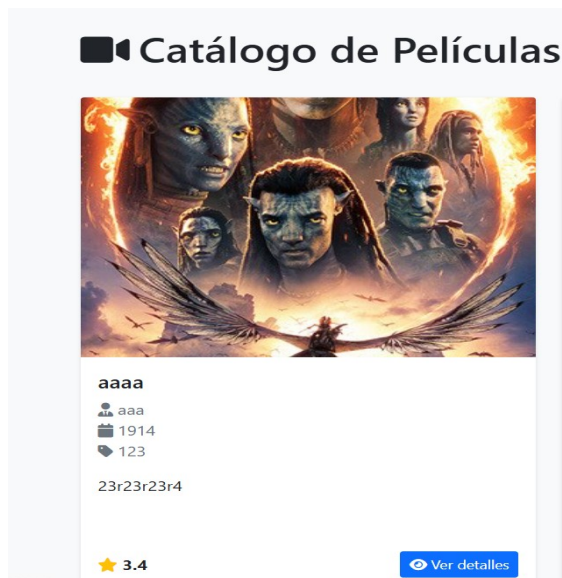 Catálogo de Películas
aaaa
aaa
1914
123
23r23r23r4
3.4
Ver detalles